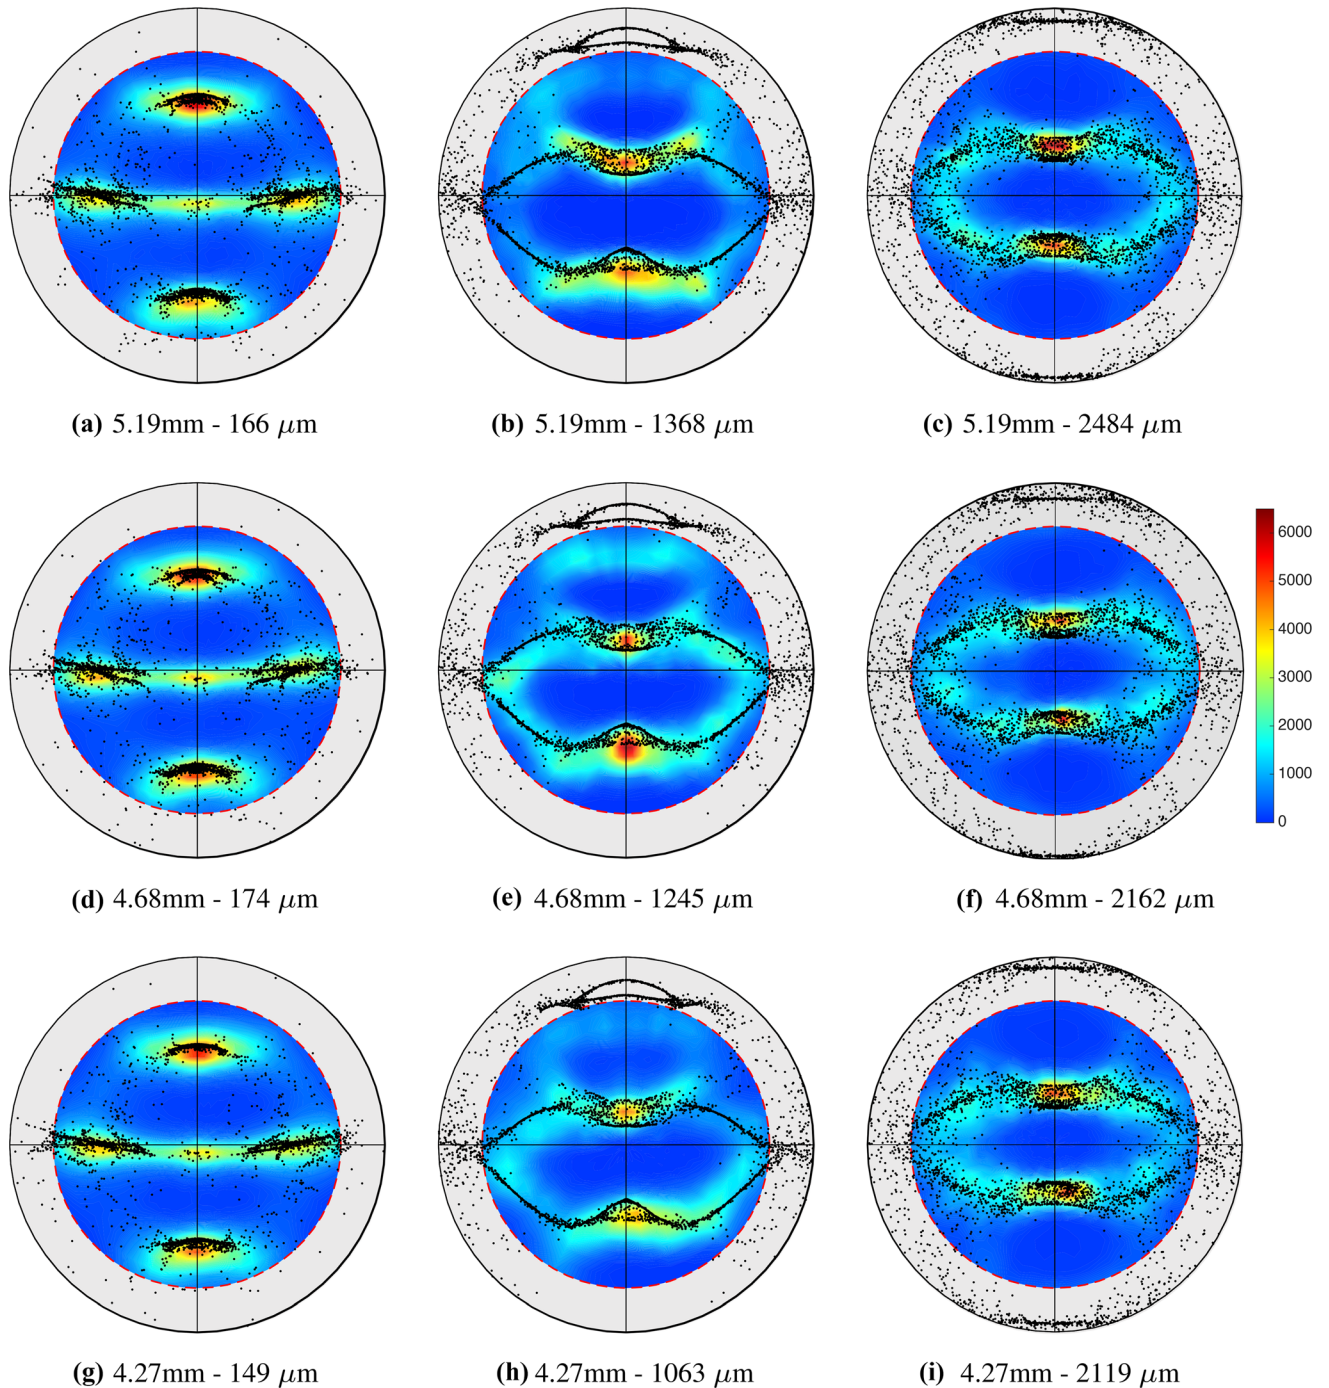 (a) 5.19mm - 166 μm
(b) 5.19mm - 1368 μm
(c) 5.19mm - 2484 μm
6000
5000
4000
3000
2000
1000
0
(d) 4.68mm - 174 μm
(e) 4.68mm - 1245 μm
(f) 4.68mm - 2162 μm
(g) 4.27mm - 149 μm
(h) 4.27mm - 1063 μm
(i) 4.27mm - 2119 μm